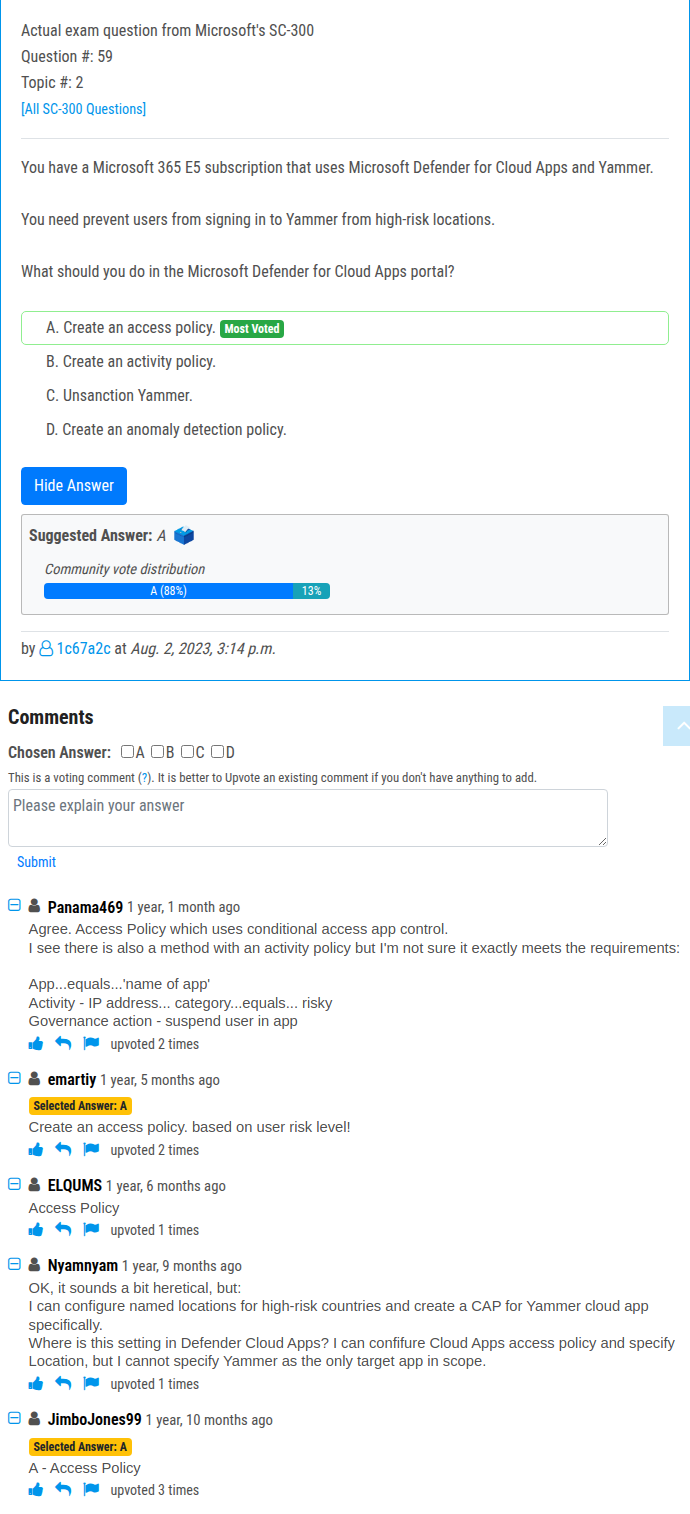 Actual exam question from Microsoft's SC-300
Question #: 59
Topic #: 2
[All SC-300 Questions]
You have a Microsoft 365 E5 subscription that uses Microsoft Defender for Cloud Apps and Yammer.
You need prevent users from signing in to Yammer from high-risk locations.
What should you do in the Microsoft Defender for Cloud Apps portal?
A. Create an access policy. Most Voted
B. Create an activity policy.
C. Unsanction Yammer.
D. Create an anomaly detection policy.
Hide Answer
Suggested Answer: A
Community vote distribution
A (88%) 13%
by 1c67a2c at Aug. 2, 2023, 3:14 p.m.
Comments
Chosen Answer: A B C D
This is a voting comment (?). It is better to Upvote an existing comment if you don't have anything to add.
Please explain your answer
Submit
Panama469 1 year, 1 month ago
Agree. Access Policy which uses conditional access app control.
I see there is also a method with an activity policy but I'm not sure it exactly meets the requirements:
App...equals...'name of app'
Activity - IP address... category...equals... risky
Governance action - suspend user in app
upvoted 2 times
emartiy 1 year, 5 months ago
Selected Answer: A
Create an access policy. based on user risk level!
upvoted 2 times
ELQUMS 1 year, 6 months ago
Access Policy
upvoted 1 times
Nyamnyam 1 year, 9 months ago
OK, it sounds a bit heretical, but:
I can configure named locations for high-risk countries and create a CAP for Yammer cloud app
specifically.
Where is this setting in Defender Cloud Apps? I can confifure Cloud Apps access policy and specify
Location, but I cannot specify Yammer as the only target app in scope.
upvoted 1 times
JimboJones99 1 year, 10 months ago
Selected Answer: A
A - Access Policy
upvoted 3 times